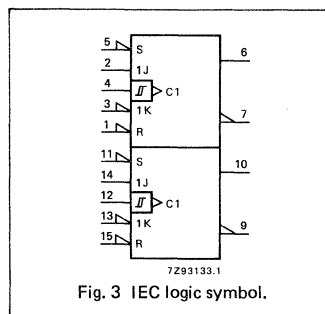 5 S 6
2 1J
4 C1
3 1K 7
1 R
11 S 10
14 1J
12 C1
13 1K 9
15 R
7Z93133.1
Fig. 3 IEC logic symbol.